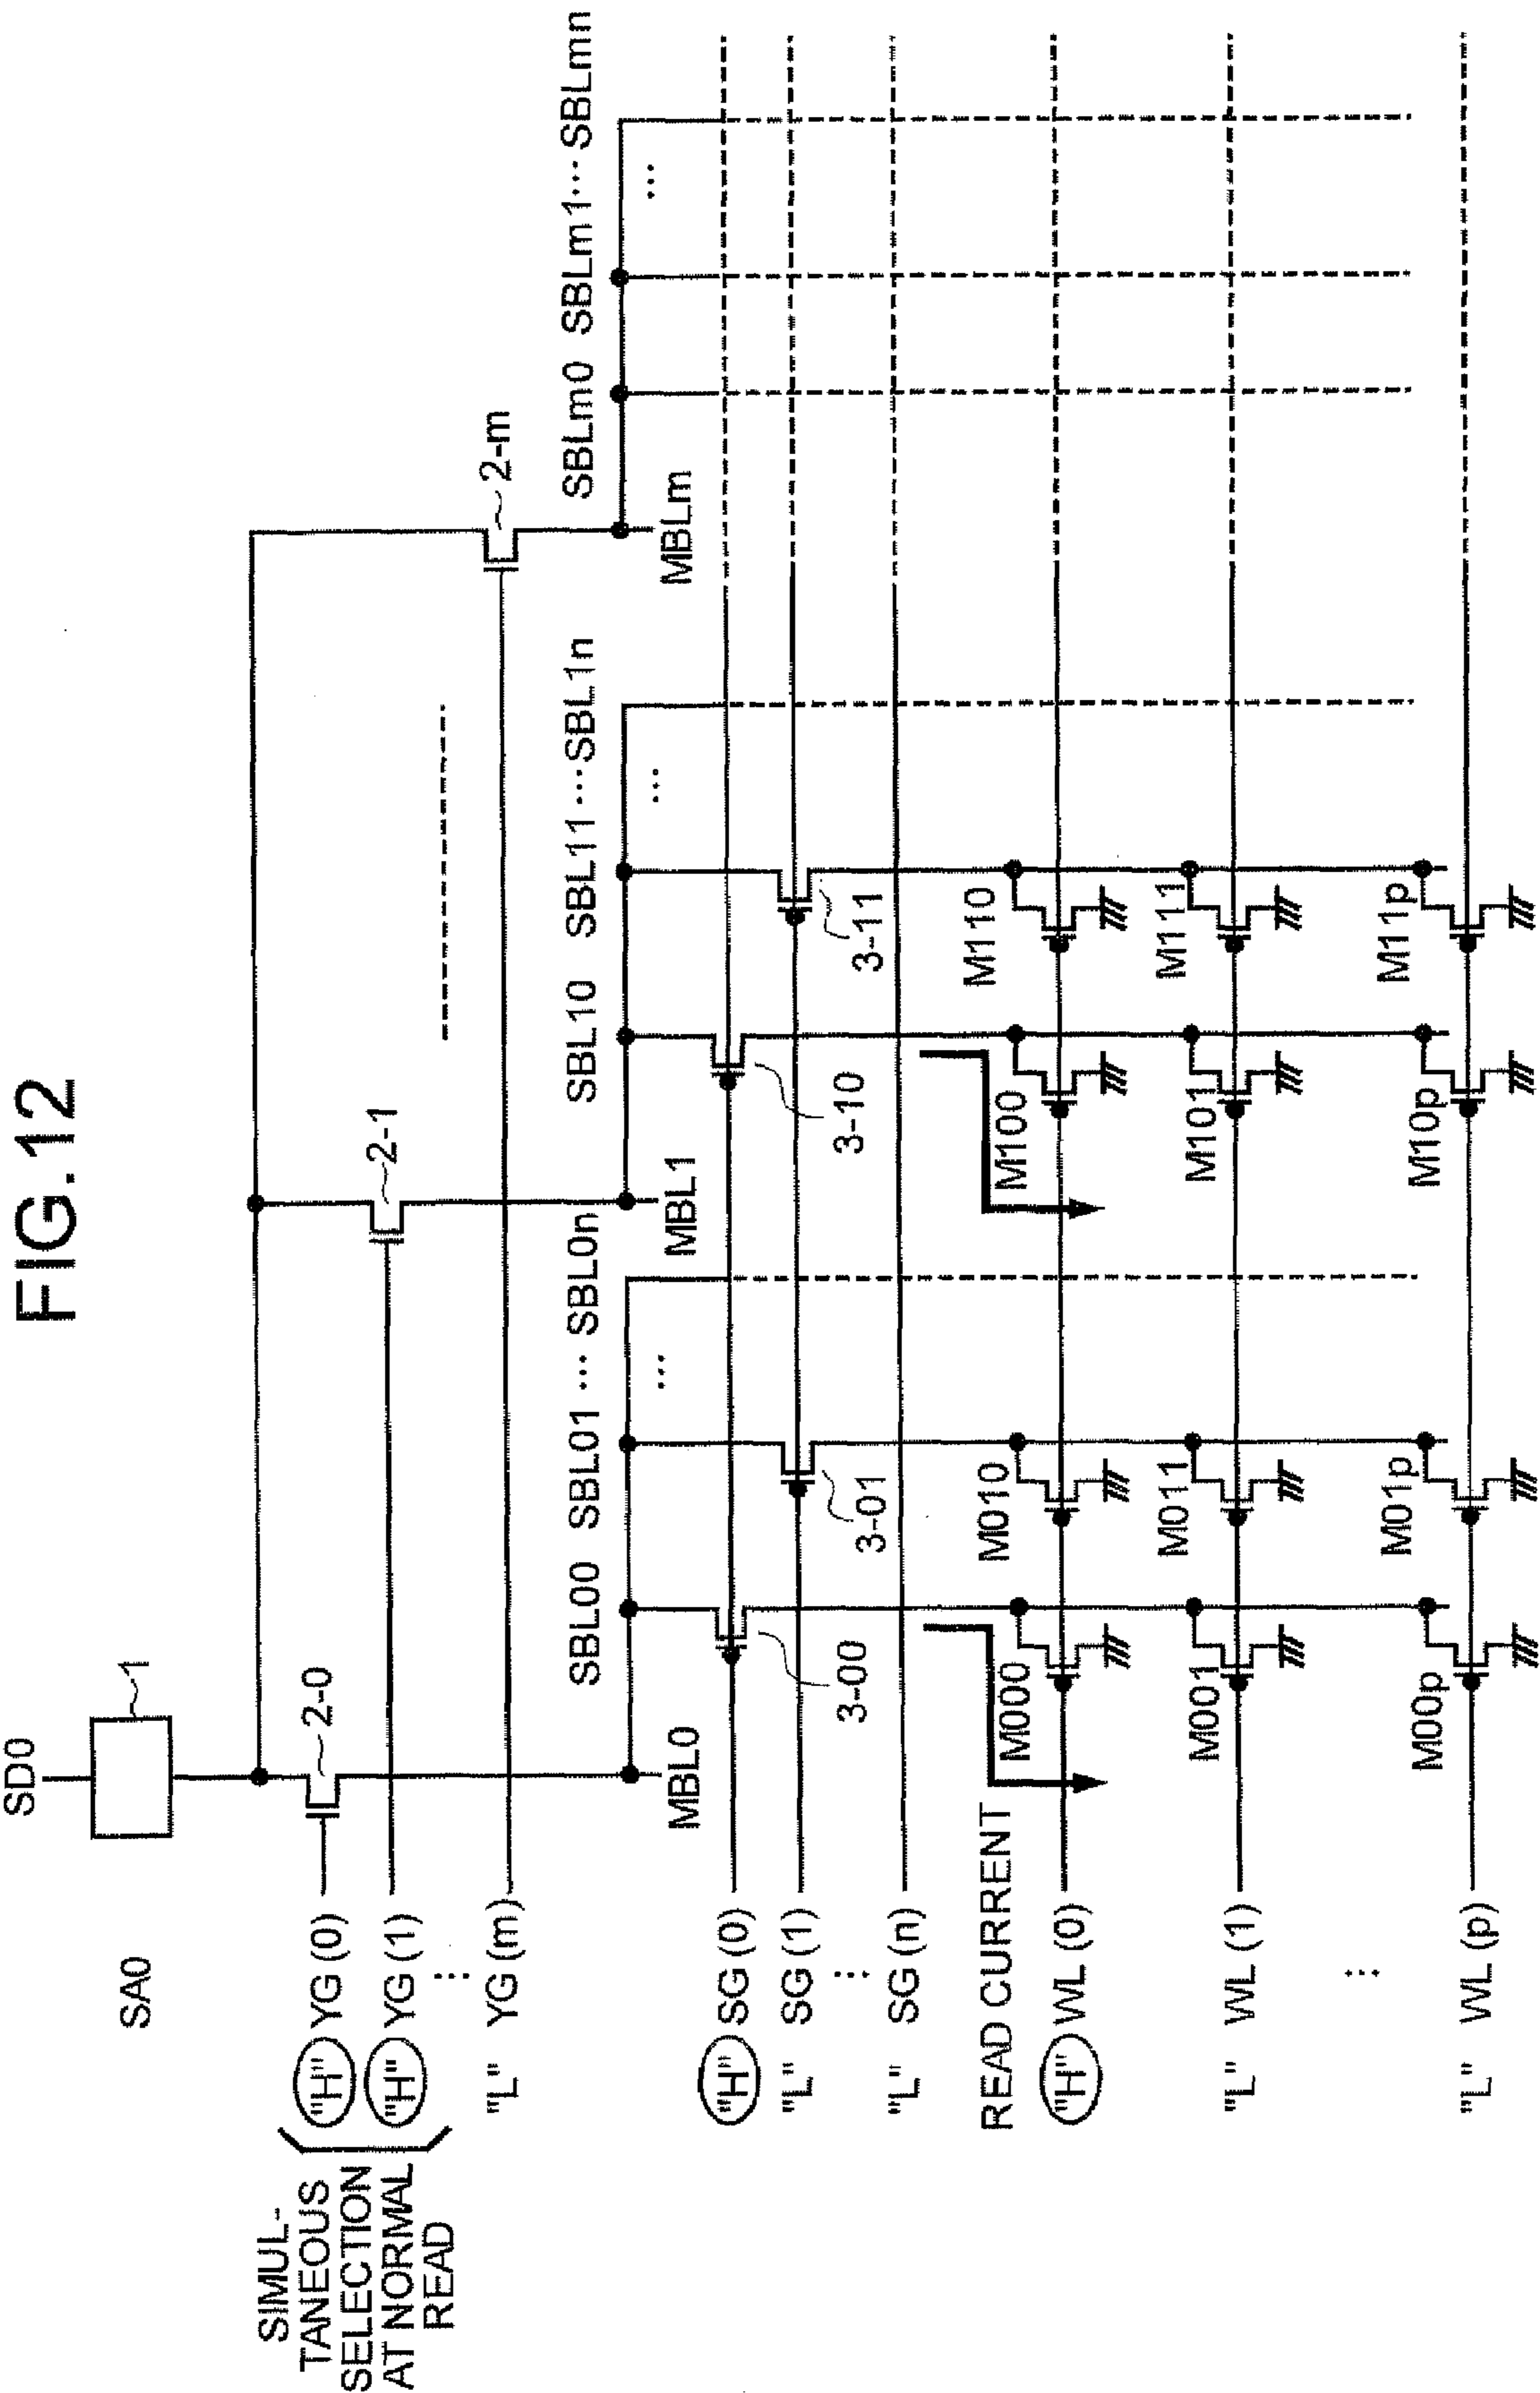 FIG.12
SD0
SA0
1
2-0
2-1
2-m
SIMUL-
TANEOUS
SELECTION
AT NORMAL
READ
"H" YG (0)
"H" YG (1)
⋮
"L" YG (m)
SBL00 SBL01 ··· SBL0n
SBL10 SBL11 ··· SBL1n
SBLm0 SBLm1 ··· SBLmn
... ... ...
MBL0
MBL1
MBLm
"H" SG (0)
"L" SG (1)
⋮
"L" SG (n)
3-00
3-01
3-10
3-11
READ CURRENT
"H" WL (0)
M000
M010
M100
M110
"L" WL (1)
M001
M011
M101
M111
⋮
"L" WL (p)
M00p
M01p
M10p
M11p